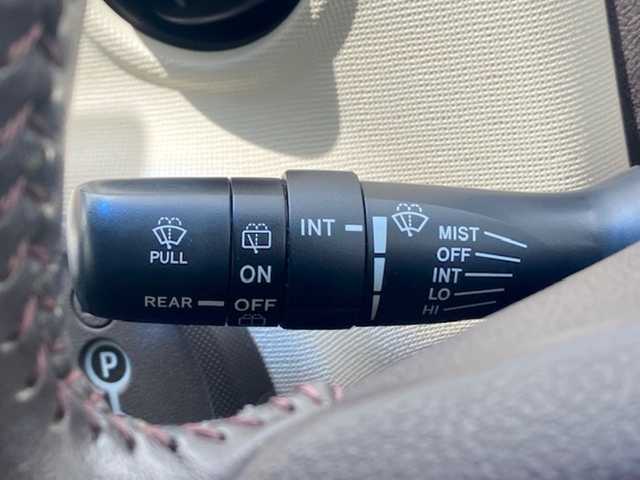 PULL
REAR
ON
OFF
INT
MIST
OFF
INT
LO
HI
P